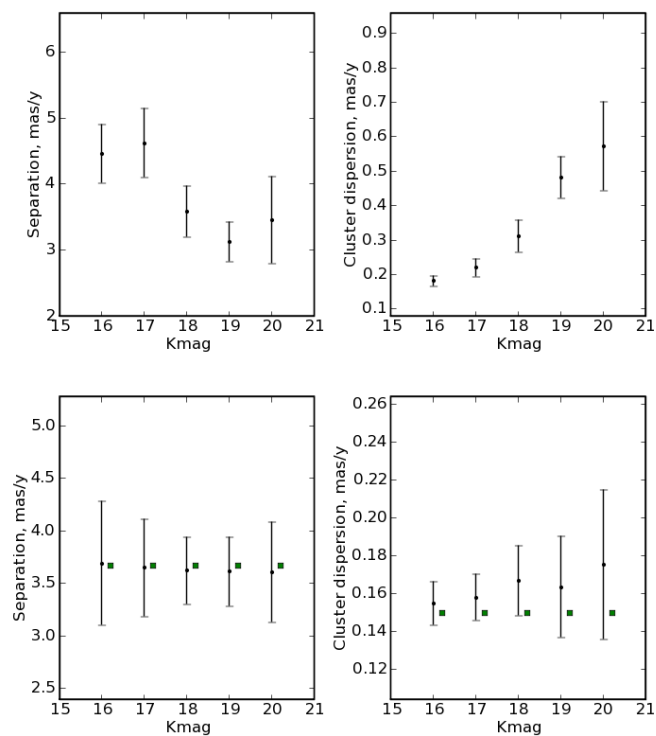 Separation, mas/y
6
5
4
3
2
15 16 17 18 19 20 21
Kmag
Cluster dispersion, mas/y
0.9
0.8
0.7
0.6
0.5
0.4
0.3
0.2
0.1
15 16 17 18 19 20 21
Kmag
Separation, mas/y
5.0
4.5
4.0
3.5
3.0
2.5
15 16 17 18 19 20 21
Kmag
Cluster dispersion, mas/y
0.26
0.24
0.22
0.20
0.18
0.16
0.14
0.12
15 16 17 18 19 20 21
Kmag